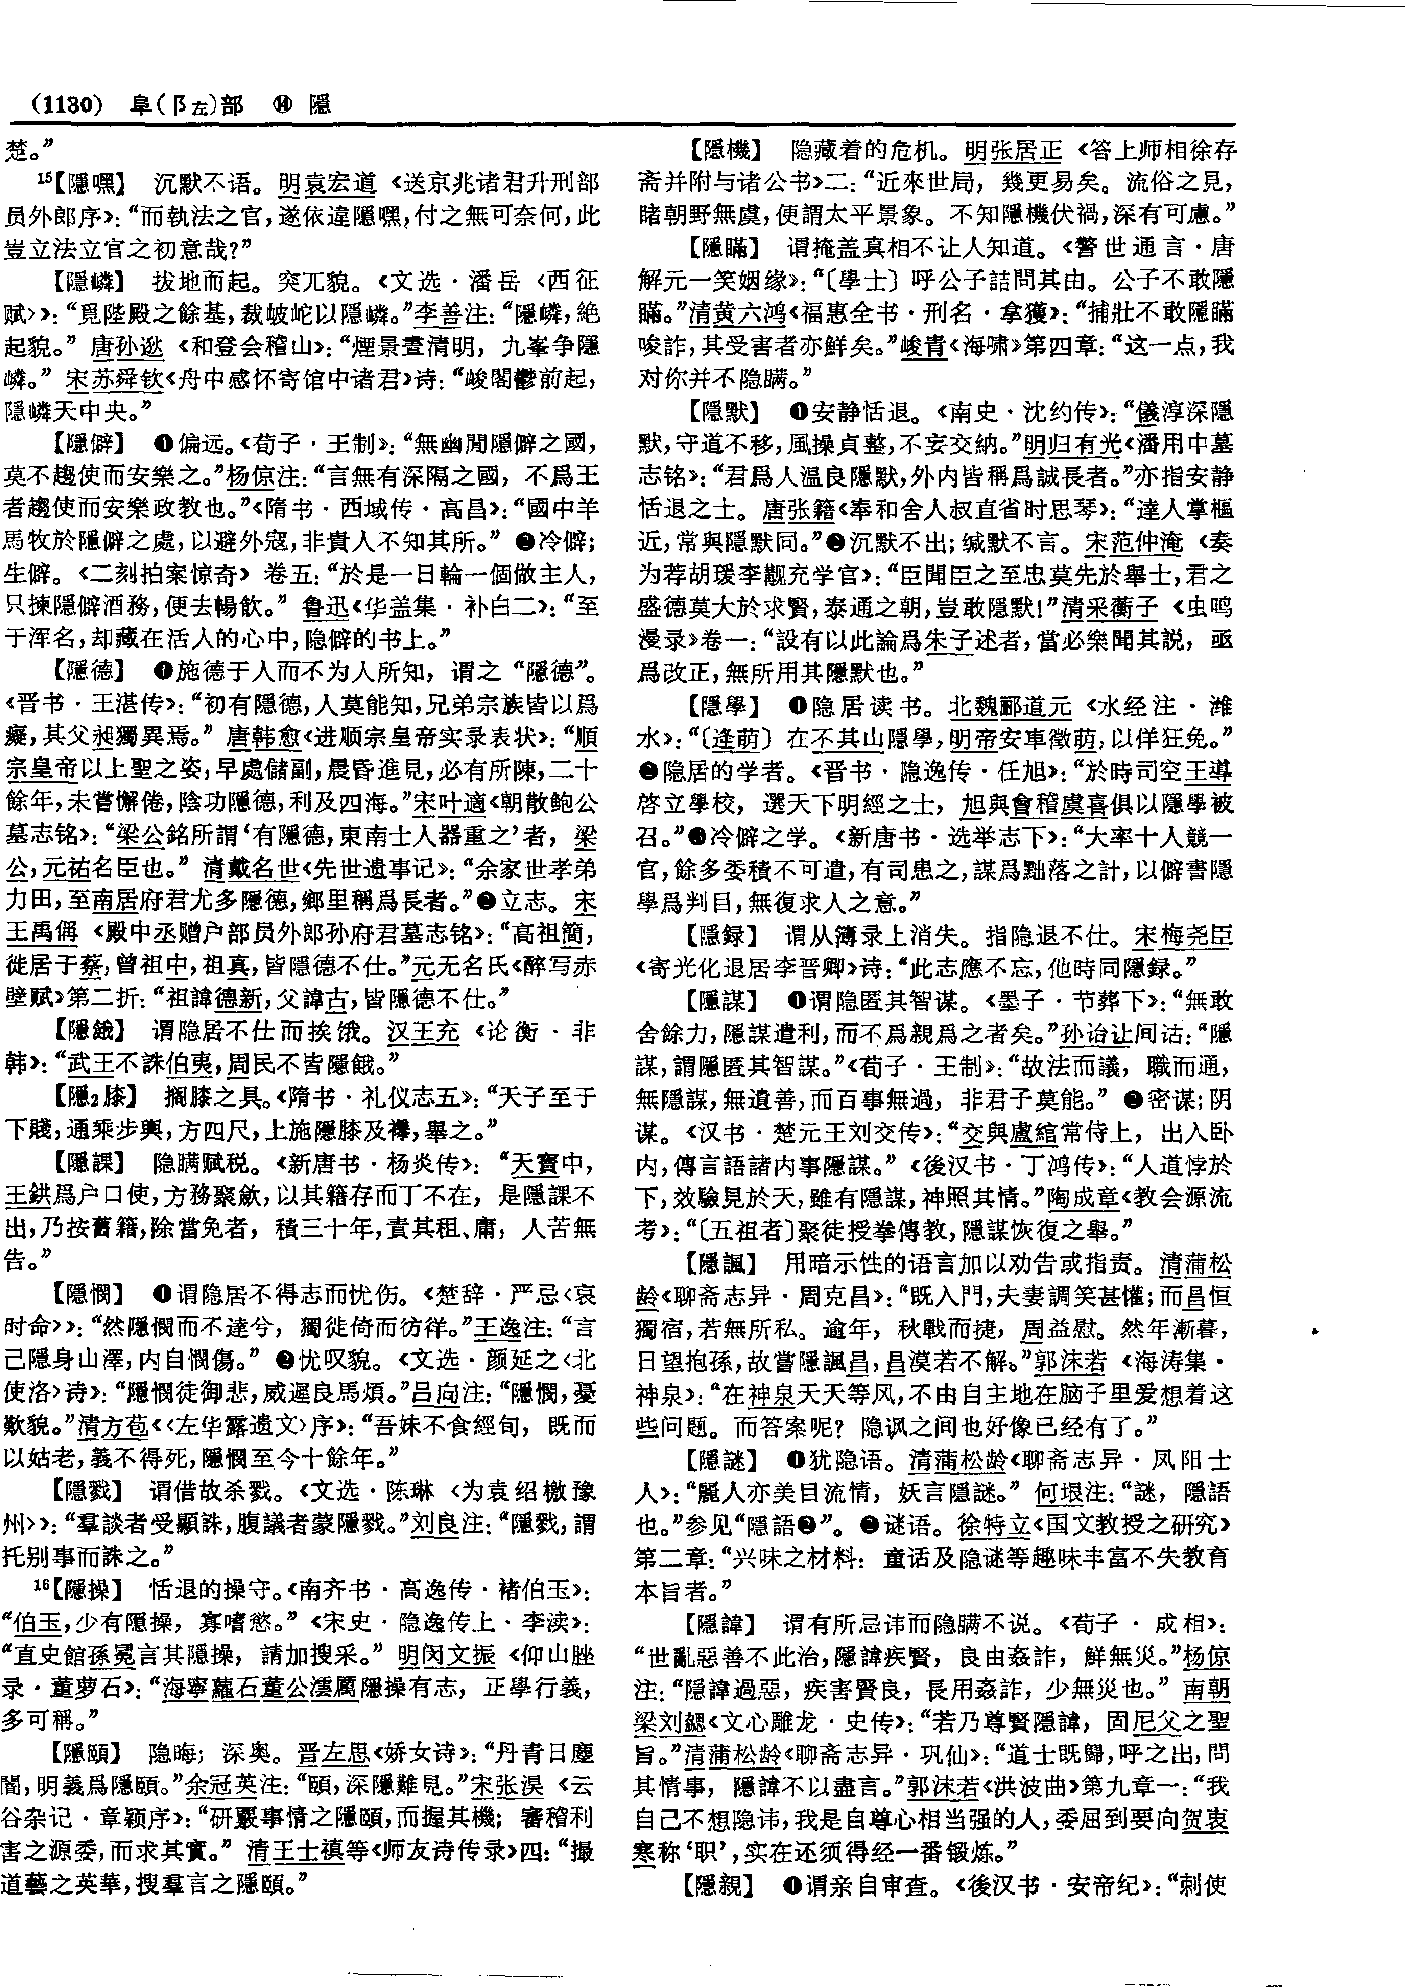 (1130) 阜(阝左)部 ⑭ 隱
楚。”
15【隱嘿】 沉默不语。明袁宏道《送京兆诸君升刑部
员外郎序》：“而執法之官，遂依違隱嘿，付之無可奈何，此
豈立法立官之初意哉?”
【隱嶙】 拔地而起。突兀貌。《文选·潘岳〈西征
赋〉》：“覓陛殿之餘基，裁岥岮以隱嶙。”李善注：“隱嶙，絶
起貌。” 唐孙逖《和登会稽山》：“煙景晝清明，九峯争隱
嶙。” 宋苏舜钦《舟中感怀寄馆中诸君》诗：“峻閣鬱前起，
隱嶙天中央。”
【隱僻】 ❶偏远。《荀子·王制》：“無幽閒隱僻之國，
莫不趨使而安樂之。”杨倞注：“言無有深隔之國，不爲王
者趨使而安樂政教也。”《隋书·西域传·高昌》：“國中羊
馬牧於隱僻之處，以避外寇，非貴人不知其所。” ❷冷僻；
生僻。《二刻拍案惊奇》卷五：“於是一日輪一個做主人，
只揀隱僻酒務，便去暢飲。” 鲁迅《华盖集·补白二》：“至
于浑名，却藏在活人的心中，隐僻的书上。”
【隱德】 ❶施德于人而不为人所知，谓之“隱德”。
《晋书·王湛传》：“初有隱德，人莫能知，兄弟宗族皆以爲
癡，其父昶獨異焉。” 唐韩愈《进顺宗皇帝实录表状》：“順
宗皇帝以上聖之姿，早處儲副，晨昏進見，必有所陳，二十
餘年，未嘗懈倦，陰功隱德，利及四海。”宋叶適《朝散鲍公
墓志铭》：“梁公銘所謂‘有隱德，東南士人器重之’者，梁
公，元祐名臣也。” 清戴名世《先世遗事记》：“余家世孝弟
力田，至南居府君尤多隱德，鄉里稱爲長者。”❷立志。宋
王禹偁《殿中丞赠户部员外郎孙府君墓志铭》：“高祖簡，
徙居于蔡，曾祖中，祖真，皆隱德不仕。”元无名氏《醉写赤
壁赋》第二折：“祖諱德新，父諱古，皆隱德不仕。”
【隱餓】 谓隐居不仕而挨饿。汉王充《论衡·非
韩》：“武王不誅伯夷，周民不皆隱餓。”
【隱₂膝】 搁膝之具。《隋书·礼仪志五》：“天子至于
下賤，通乘步輿，方四尺，上施隱膝及襻，舉之。”
【隱課】 隐瞒赋税。《新唐书·杨炎传》：“天寶中，
王鉷爲户口使，方務聚歛，以其籍存而丁不在，是隱課不
出，乃按舊籍，除當免者，積三十年，責其租、庸，人苦無
告。”
【隱憫】 ❶谓隐居不得志而忧伤。《楚辞·严忌〈哀
时命〉》：“然隱憫而不達兮，獨徙倚而彷徉。”王逸注：“言
己隱身山澤，内自憫傷。” ❷忧叹貌。《文选·颜延之〈北
使洛〉诗》：“隱憫徒御悲，威遲良馬煩。”吕向注：“隱憫，憂
歎貌。”清方苞《〈左华露遗文〉序》：“吾妹不食經旬，既而
以姑老，義不得死，隱憫至今十餘年。”
【隱戮】 谓借故杀戮。《文选·陈琳〈为袁绍檄豫
州〉》：“羣談者受顯誅，腹議者蒙隱戮。”刘良注：“隱戮，謂
托别事而誅之。”
16【隱操】 恬退的操守。《南齐书·高逸传·褚伯玉》：
“伯玉，少有隱操，寡嗜慾。”《宋史·隐逸传上·李渎》：
“直史館孫冕言其隱操，請加搜采。” 明闵文振《仰山脞
录·董萝石》：“海寧蘿石董公澐厲隱操有志，正學行義，
多可稱。”
【隱頤】 隐晦；深奥。晋左思《娇女诗》：“丹青日塵
闇，明義爲隱頤。”余冠英注：“頤，深隱難見。”宋张淏《云
谷杂记·章颖序》：“研覈事情之隱頤，而握其機；審稽利
害之源委，而求其實。” 清王士禛等《师友诗传录》四：“撮
道藝之英華，搜羣言之隱頤。”
【隱機】 隐藏着的危机。明张居正《答上师相徐存
斋并附与诸公书》二：“近來世局，幾更易矣。流俗之見，
睹朝野無虞，便謂太平景象。不知隱機伏禍，深有可慮。”
【隱瞞】 谓掩盖真相不让人知道。《警世通言·唐
解元一笑姻缘》：“〔學士〕呼公子詰問其由。公子不敢隱
瞞。”清黄六鸿《福惠全书·刑名·拿獲》：“捕壯不敢隱瞞
唆詐，其受害者亦鮮矣。”峻青《海啸》第四章：“这一点，我
对你并不隐瞒。”
【隱默】 ❶安静恬退。《南史·沈约传》：“儀淳深隱
默，守道不移，風操貞整，不妄交納。”明归有光《潘用中墓
志铭》：“君爲人温良隱默，外内皆稱爲誠長者。”亦指安静
恬退之士。唐张籍《奉和舍人叔直省时思琴》：“達人掌樞
近，常與隱默同。”❷沉默不出；缄默不言。宋范仲淹《奏
为荐胡瑗李觏充学官》：“臣聞臣之至忠莫先於舉士，君之
盛德莫大於求賢，泰通之朝，豈敢隱默！”清采蘅子《虫鸣
漫录》卷一：“設有以此論爲朱子述者，當必樂聞其説，亟
爲改正，無所用其隱默也。”
【隱學】 ❶隐居读书。北魏郦道元《水经注·潍
水》：“〔逢萌〕在不其山隱學，明帝安車徵萌，以佯狂免。”
❷隐居的学者。《晋书·隐逸传·任旭》：“於時司空王導
啓立學校，選天下明經之士，旭與會稽虞喜俱以隱學被
召。”❸冷僻之学。《新唐书·选举志下》：“大率十人競一
官，餘多委積不可遣，有司患之，謀爲黜落之計，以僻書隱
學爲判目，無復求人之意。”
【隱録】 谓从簿录上消失。指隐退不仕。宋梅尧臣
《寄光化退居李晋卿》诗：“此志應不忘，他時同隱録。”
【隱謀】 ❶谓隐匿其智谋。《墨子·节葬下》：“無敢
舍餘力，隱謀遺利，而不爲親爲之者矣。”孙诒让间诂：“隱
謀，謂隱匿其智謀。”《荀子·王制》：“故法而議，職而通，
無隱謀，無遺善，而百事無過，非君子莫能。” ❷密谋；阴
谋。《汉书·楚元王刘交传》：“交與盧綰常侍上，出入卧
内，傳言語諸内事隱謀。”《後汉书·丁鸿传》：“人道悖於
下，效驗見於天，雖有隱謀，神照其情。”陶成章《教会源流
考》：“〔五祖者〕聚徒授拳傳教，隱謀恢復之舉。”
【隱諷】 用暗示性的语言加以劝告或指责。清蒲松
龄《聊斋志异·周克昌》：“既入門，夫妻調笑甚懽；而昌恒
獨宿，若無所私。逾年，秋戰而捷，周益慰。然年漸暮，
日望抱孫，故嘗隱諷昌，昌漠若不解。”郭沫若《海涛集·
神泉》：“在神泉天天等风，不由自主地在脑子里爱想着这
些问题。而答案呢？隐讽之间也好像已经有了。”
【隱謎】 ❶犹隐语。清蒲松龄《聊斋志异·凤阳士
人》：“麗人亦美目流情，妖言隱謎。” 何垠注：“謎，隱語
也。”参见“隱語❷”。 ❷谜语。徐特立《国文教授之研究》
第二章：“兴味之材料：童话及隐谜等趣味丰富不失教育
本旨者。”
【隱諱】 谓有所忌讳而隐瞒不说。《荀子·成相》：
“世亂惡善不此治，隱諱疾賢，良由姦詐，鮮無災。”杨倞
注：“隱諱過惡，疾害賢良，長用姦詐，少無災也。” 南朝
梁刘勰《文心雕龙·史传》：“若乃尊賢隱諱，固尼父之聖
旨。”清蒲松龄《聊斋志异·巩仙》：“道士既歸，呼之出，問
其情事，隱諱不以盡言。”郭沫若《洪波曲》第九章一：“我
自己不想隐讳，我是自尊心相当强的人，委屈到要向贺衷
寒称‘职’，实在还须得经一番锻炼。”
【隱親】 ❶谓亲自审查。《後汉书·安帝纪》：“刺使